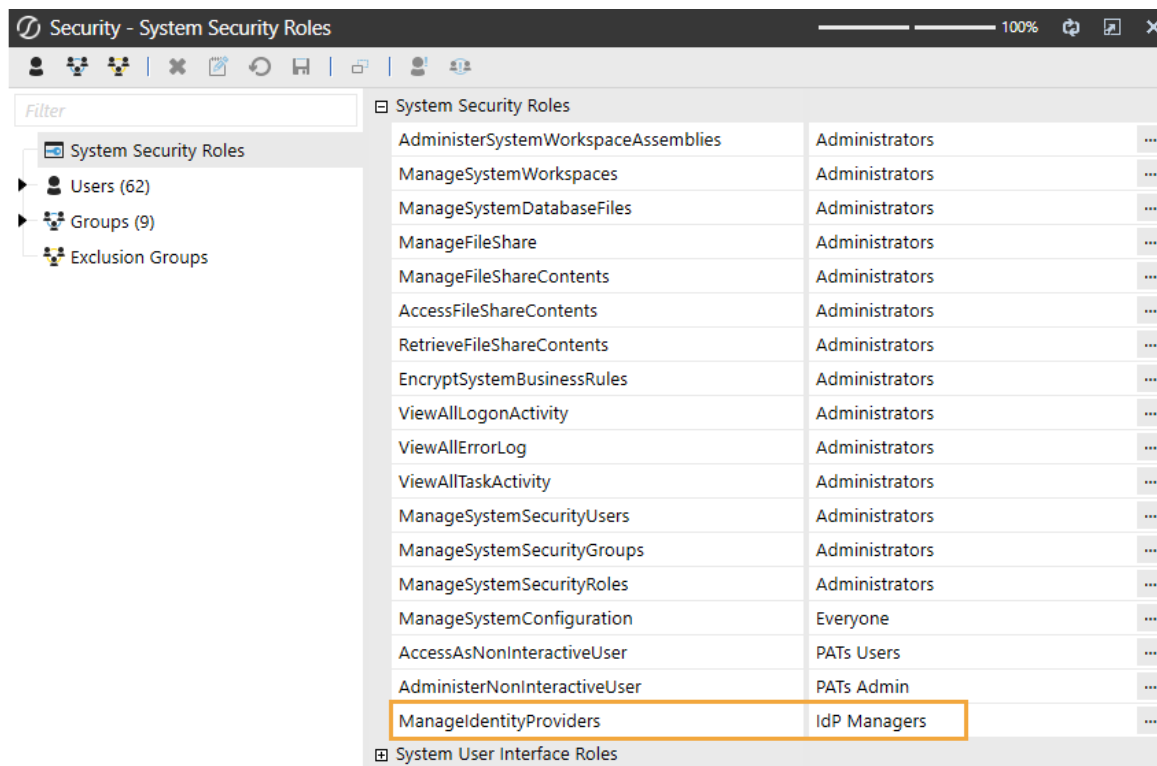 Security - System Security Roles 100%
Filter
System Security Roles
Users (62)
Groups (9)
Exclusion Groups
System Security Roles
AdministerSystemWorkspaceAssemblies Administrators ...
ManageSystemWorkspaces Administrators ...
ManageSystemDatabaseFiles Administrators ...
ManageFileShare Administrators ...
ManageFileShareContents Administrators ...
AccessFileShareContents Administrators ...
RetrieveFileShareContents Administrators ...
EncryptSystemBusinessRules Administrators ...
ViewAllLogonActivity Administrators ...
ViewAllErrorLog Administrators ...
ViewAllTaskActivity Administrators ...
ManageSystemSecurityUsers Administrators ...
ManageSystemSecurityGroups Administrators ...
ManageSystemSecurityRoles Administrators ...
ManageSystemConfiguration Everyone ...
AccessAsNonInteractiveUser PATs Users ...
AdministerNonInteractiveUser PATs Admin ...
ManageIdentityProviders IdP Managers ...
System User Interface Roles